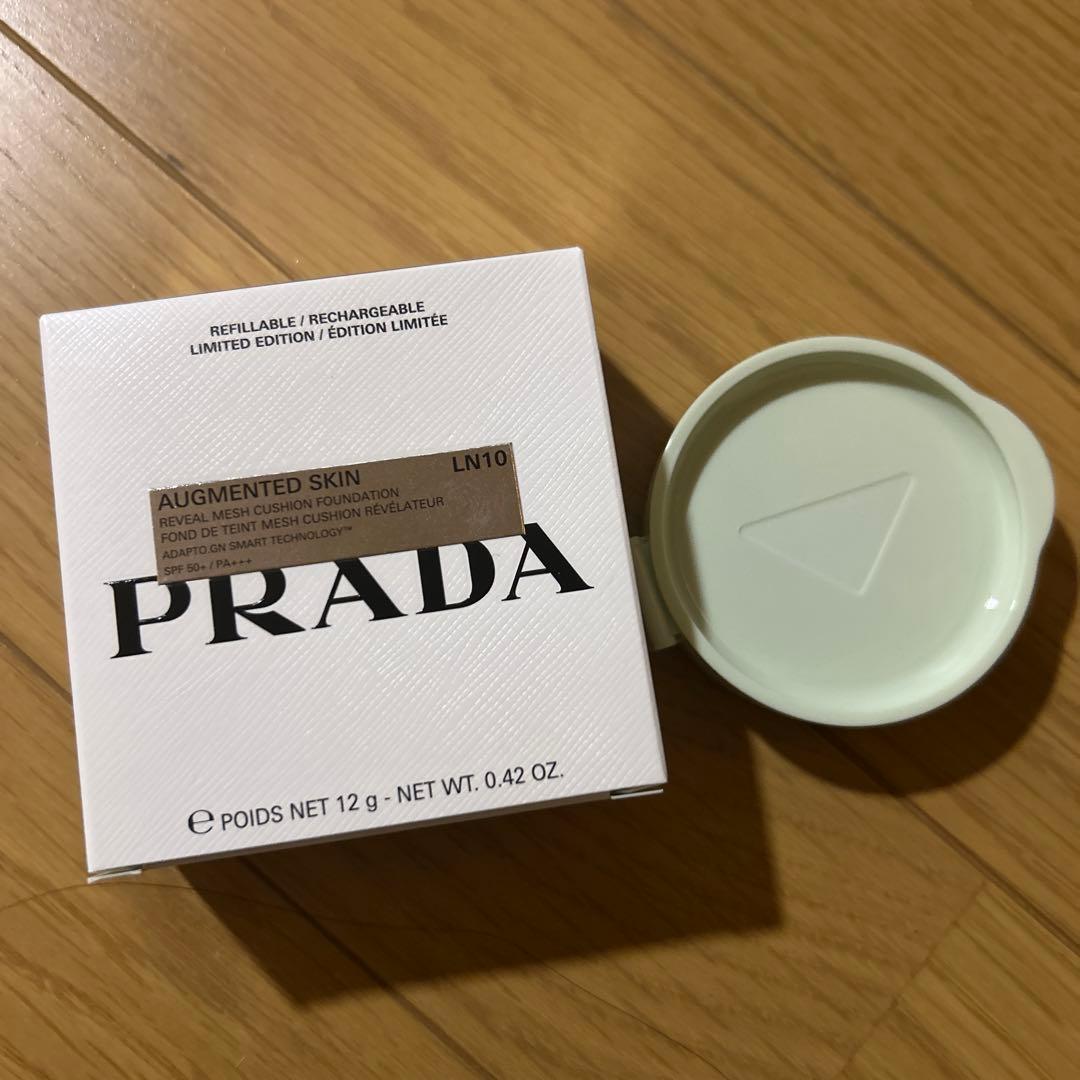 REFILLABLE / RECHARGEABLE
LIMITED EDITION / ÉDITION LIMITÉE
AUGMENTED SKIN LN10
REVEAL MESH CUSHION FOUNDATION
FOND DE TEINT MESH CUSHION RÉVÉLATEUR
ADAPTO.GN SMART TECHNOLOGY™
SPF 50+ / PA+++
PRADA
℮ POIDS NET 12 g - NET WT. 0.42 OZ.